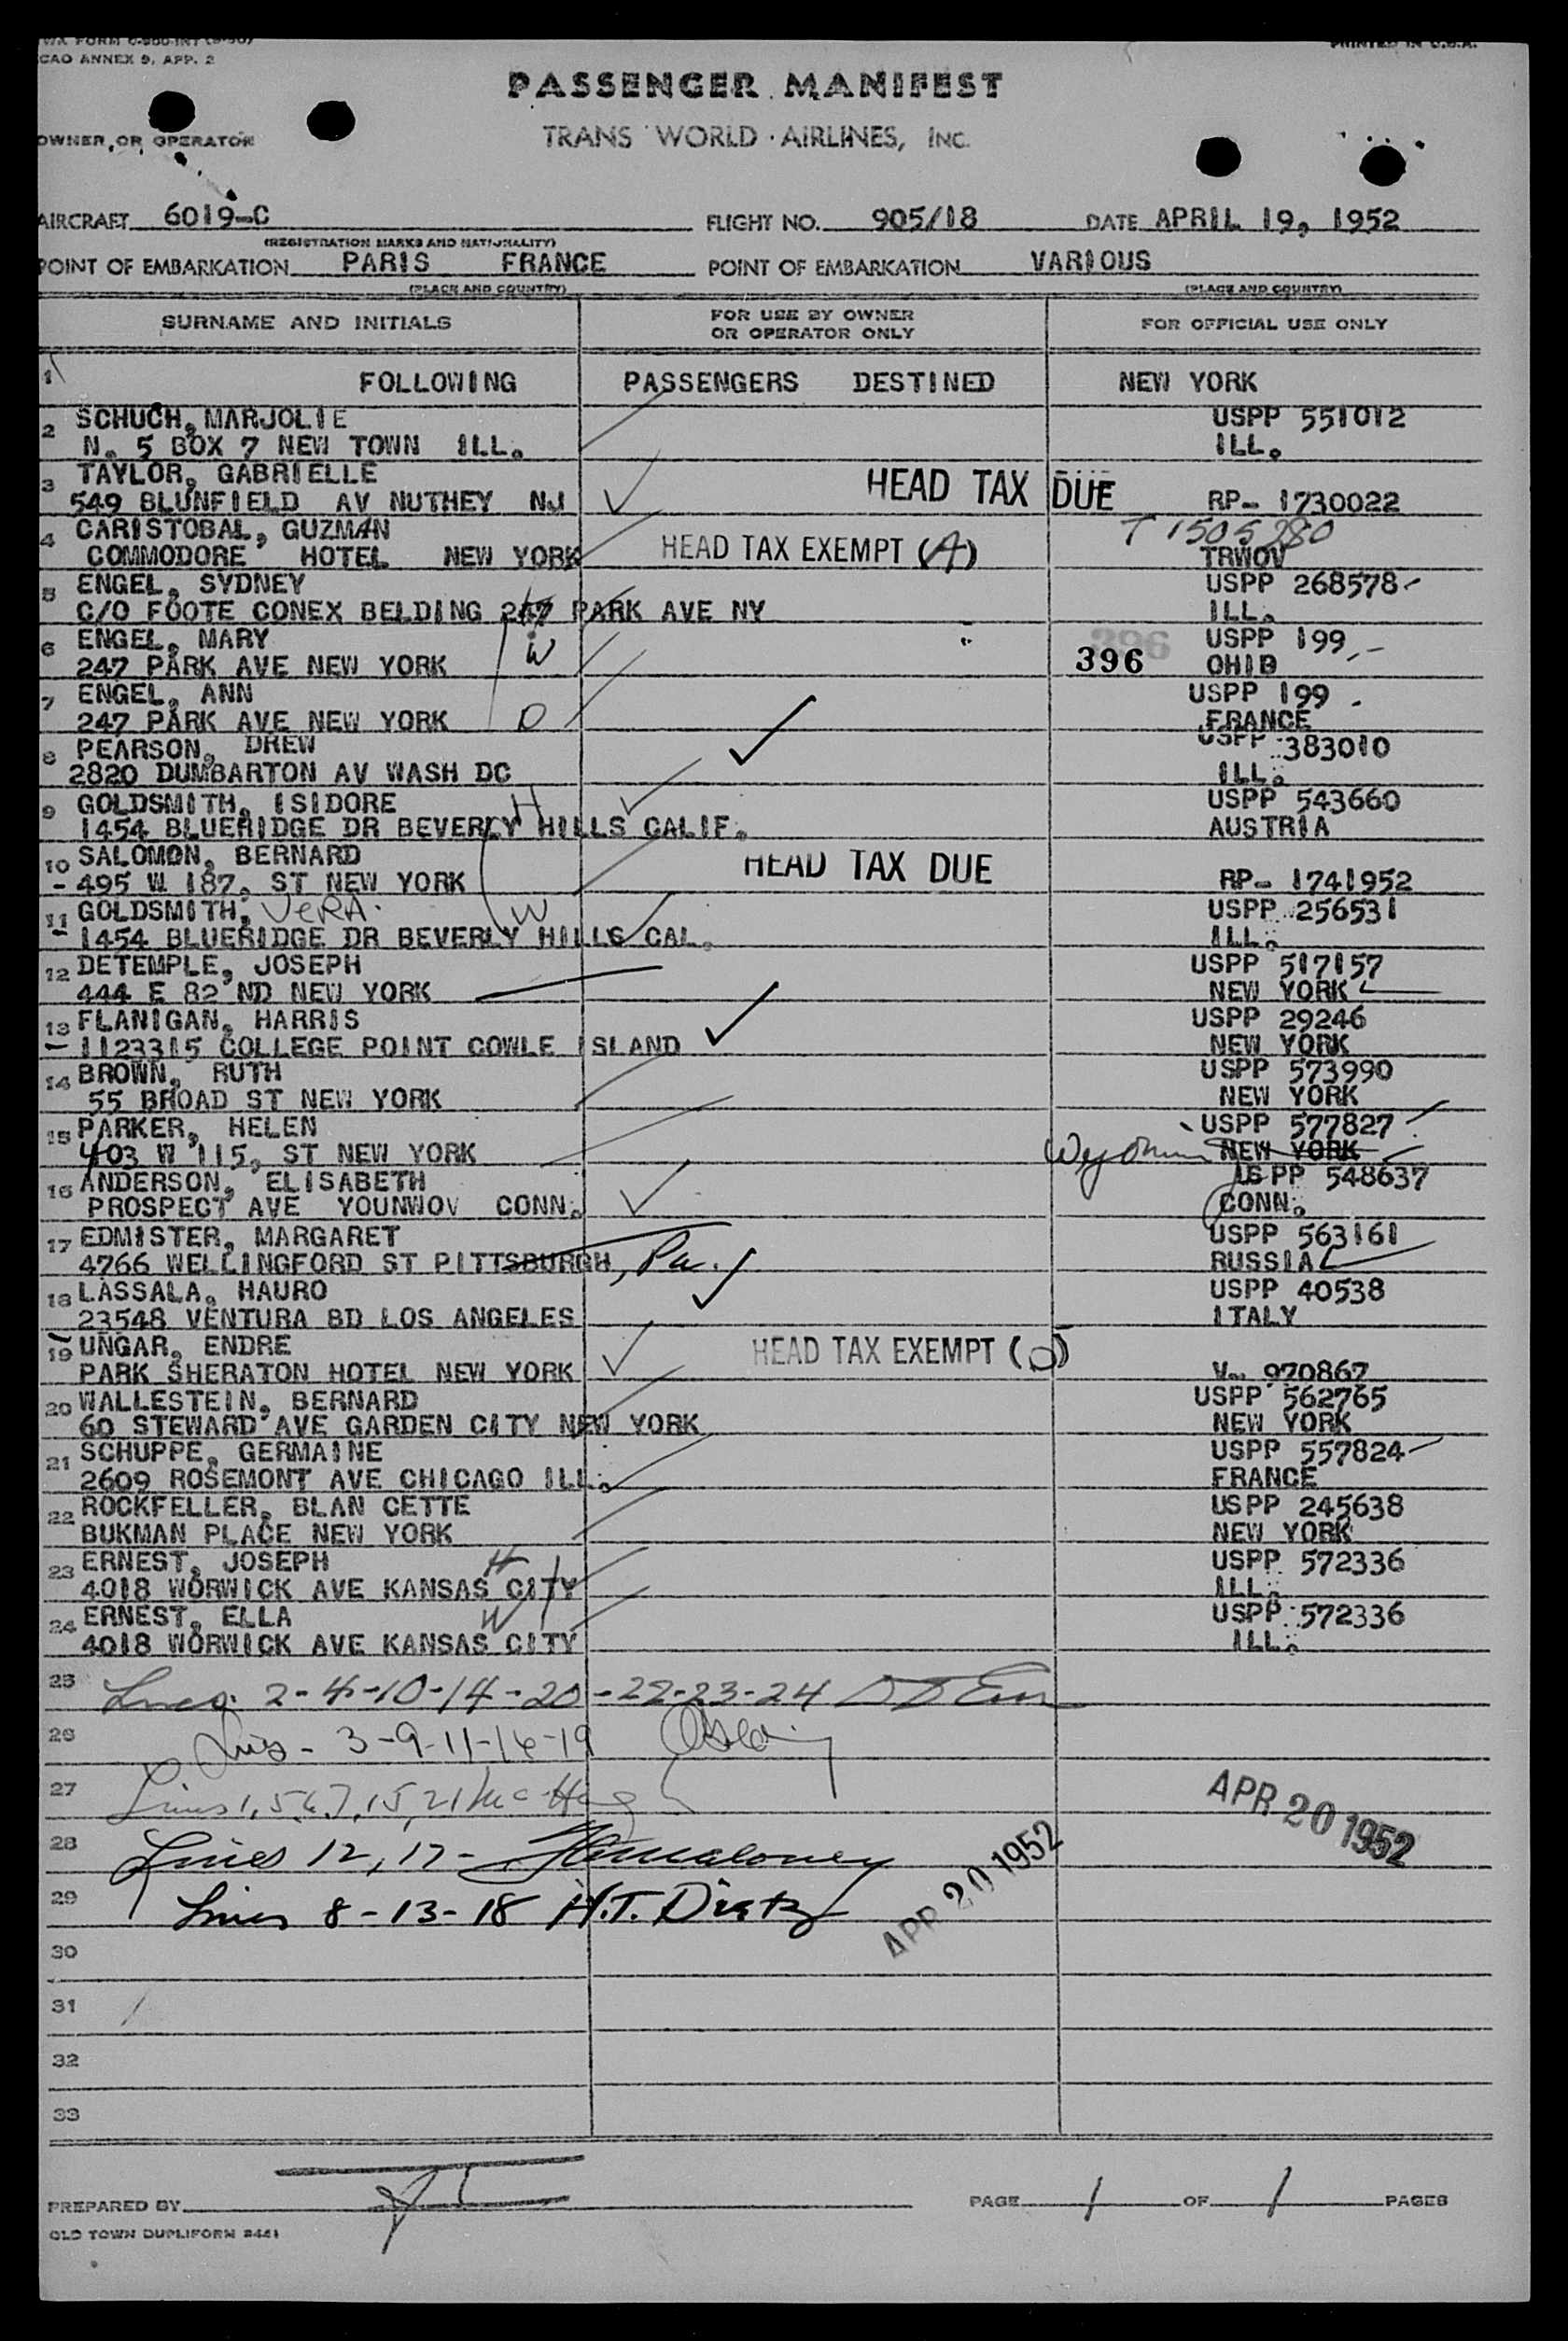 CAO ANNEX 9, APP. 2
PRINTED IN U.S.A.
PASSENGER MANIFEST
OWNER OR OPERATOR
TRANS WORLD AIRLINES, INC.
AIRCRAFT 6019-C FLIGHT NO. 905/18 DATE APRIL 19, 1952
(REGISTRATION MARKS AND NATIONALITY)
POINT OF EMBARKATION PARIS FRANCE POINT OF EMBARKATION VARIOUS
(PLACE AND COUNTRY) (PLACE AND COUNTRY)
SURNAME AND INITIALS FOR USE BY OWNER OR OPERATOR ONLY FOR OFFICIAL USE ONLY
1 FOLLOWING PASSENGERS DESTINED NEW YORK
2 SCHUCH, MARJOLIE USPP 551012
N. 5 BOX 7 NEW TOWN ILL. ILL.
3 TAYLOR, GABRIELLE HEAD TAX DUE
549 BLUNFIELD AV NUTHEY NJ RP- 1730022
4 CARISTOBAL, GUZMAN T 1505280
COMMODORE HOTEL NEW YORK HEAD TAX EXEMPT (A) TRWOV
5 ENGEL, SYDNEY USPP 268578
C/O FOOTE CONEX BELDING 247 PARK AVE NY ILL.
6 ENGEL, MARY W 396 USPP 199
247 PARK AVE NEW YORK 396 OHIO
7 ENGEL, ANN USPP 199
247 PARK AVE NEW YORK D FRANCE
8 PEARSON, DREW USPP 383010
2820 DUMBARTON AV WASH DC ILL.
9 GOLDSMITH, ISIDORE H USPP 543660
1454 BLUERIDGE DR BEVERLY HILLS CALIF. AUSTRIA
10 SALOMON, BERNARD HEAD TAX DUE
- 495 W 187, ST NEW YORK RP- 1741952
11 GOLDSMITH, VERA. W USPP 256531
- 1454 BLUERIDGE DR BEVERLY HILLS CAL. ILL.
12 DETEMPLE, JOSEPH USPP 517157
444 E 82 ND NEW YORK NEW YORK
13 FLANIGAN, HARRIS USPP 29246
- 1123315 COLLEGE POINT COWLE ISLAND NEW YORK
14 BROWN, RUTH USPP 573990
55 BROAD ST NEW YORK NEW YORK
15 PARKER, HELEN USPP 577827
403 W 115, ST NEW YORK NEW YORK
16 ANDERSON, ELISABETH USPP 548637
PROSPECT AVE YOUNWOV CONN. CONN.
17 EDMISTER, MARGARET USPP 563161
4766 WELLINGFORD ST PITTSBURGH, Pa. RUSSIA
18 LASSALA, HAURO USPP 40538
23548 VENTURA BD LOS ANGELES ITALY
19 UNGAR, ENDRE HEAD TAX EXEMPT (D)
PARK SHERATON HOTEL NEW YORK V- 970867
20 WALLESTEIN, BERNARD USPP 562765
60 STEWARD AVE GARDEN CITY NEW YORK NEW YORK
21 SCHUPPE, GERMAINE USPP 557824
2609 ROSEMONT AVE CHICAGO ILL. FRANCE
22 ROCKFELLER, BLAN CETTE USPP 245638
BUKMAN PLACE NEW YORK NEW YORK
23 ERNEST, JOSEPH H USPP 572336
4018 WORWICK AVE KANSAS CITY ILL.
24 ERNEST, ELLA W USPP 572336
4018 WORWICK AVE KANSAS CITY ILL.
25 Lines 2-4-10-14-20-22-23-24
26 Lines - 3-9-11-16-19
27 Lines 1,5,6,7,15,21
APR 20 1952
28 Lines 12, 17-
APR 20 1952
29 Lines 8-13-18 H.T. Dietz
30
31
32
33
PREPARED BY PAGE 1 OF 1 PAGES
OLD TOWN DUPLIFORM 2441